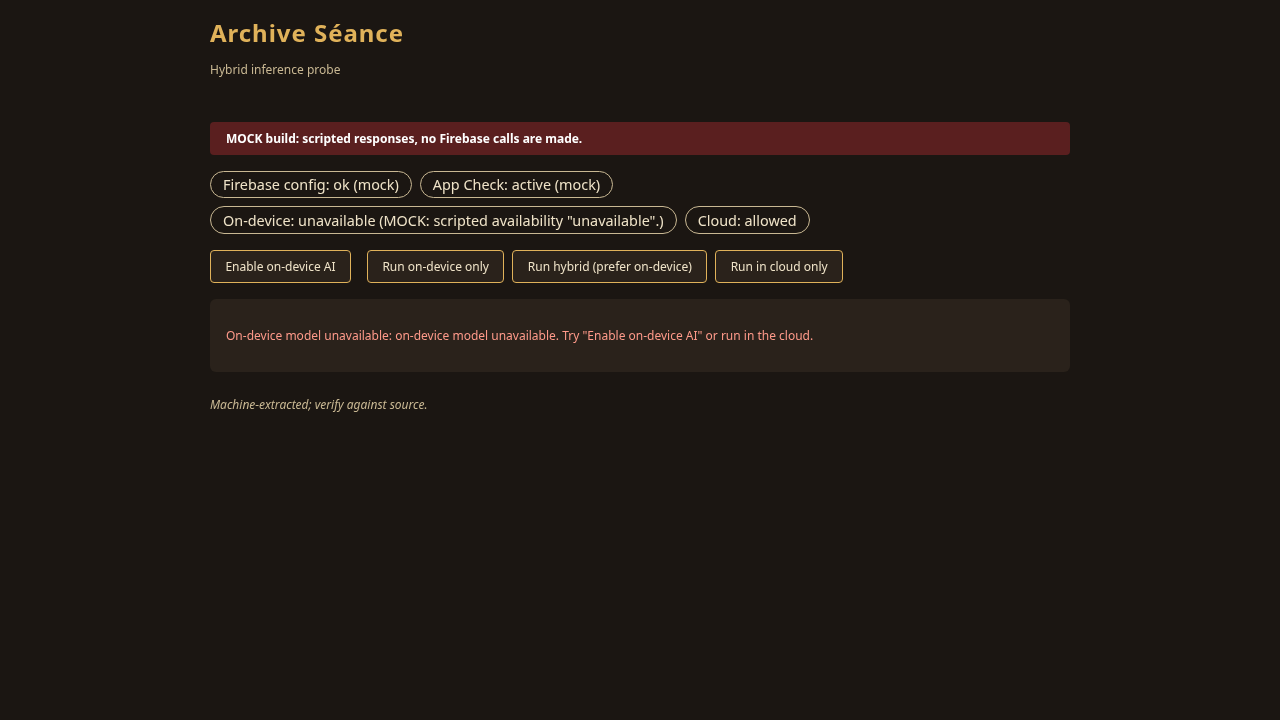 Archive Séance
Hybrid inference probe
MOCK build: scripted responses, no Firebase calls are made.
Firebase config: ok (mock) App Check: active (mock)
On-device: unavailable (MOCK: scripted availability "unavailable".) Cloud: allowed
Enable on-device AI Run on-device only Run hybrid (prefer on-device) Run in cloud only
On-device model unavailable: on-device model unavailable. Try "Enable on-device AI" or run in the cloud.
Machine-extracted; verify against source.